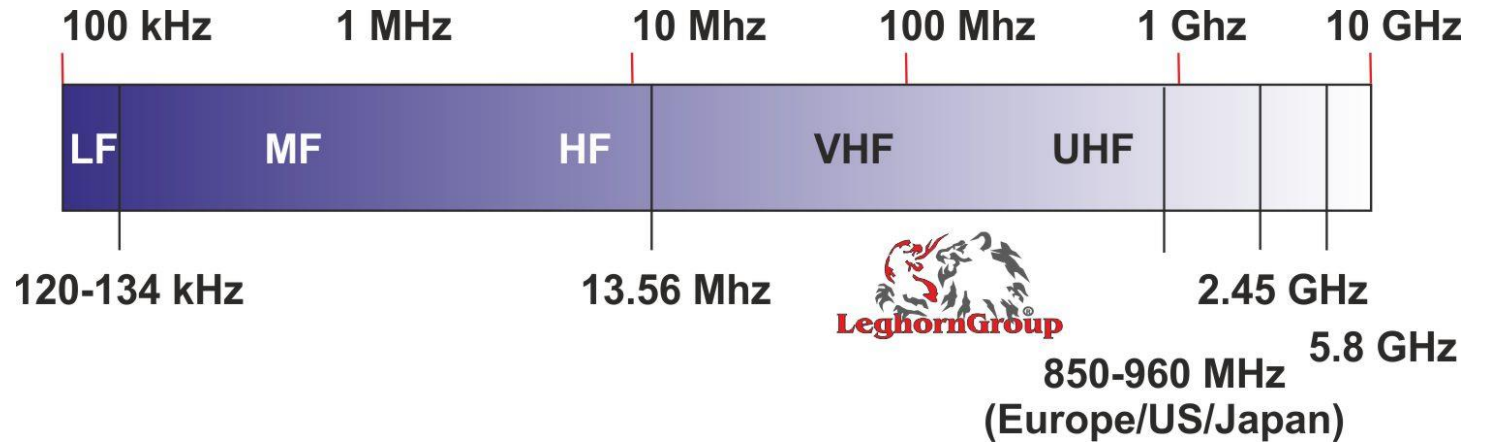 100 kHz 1 MHz 10 Mhz 100 Mhz 1 Ghz 10 GHz
LF MF HF VHF UHF
120-134 kHz 13.56 Mhz 2.45 GHz
LeghornGroup®
5.8 GHz
850-960 MHz
(Europe/US/Japan)